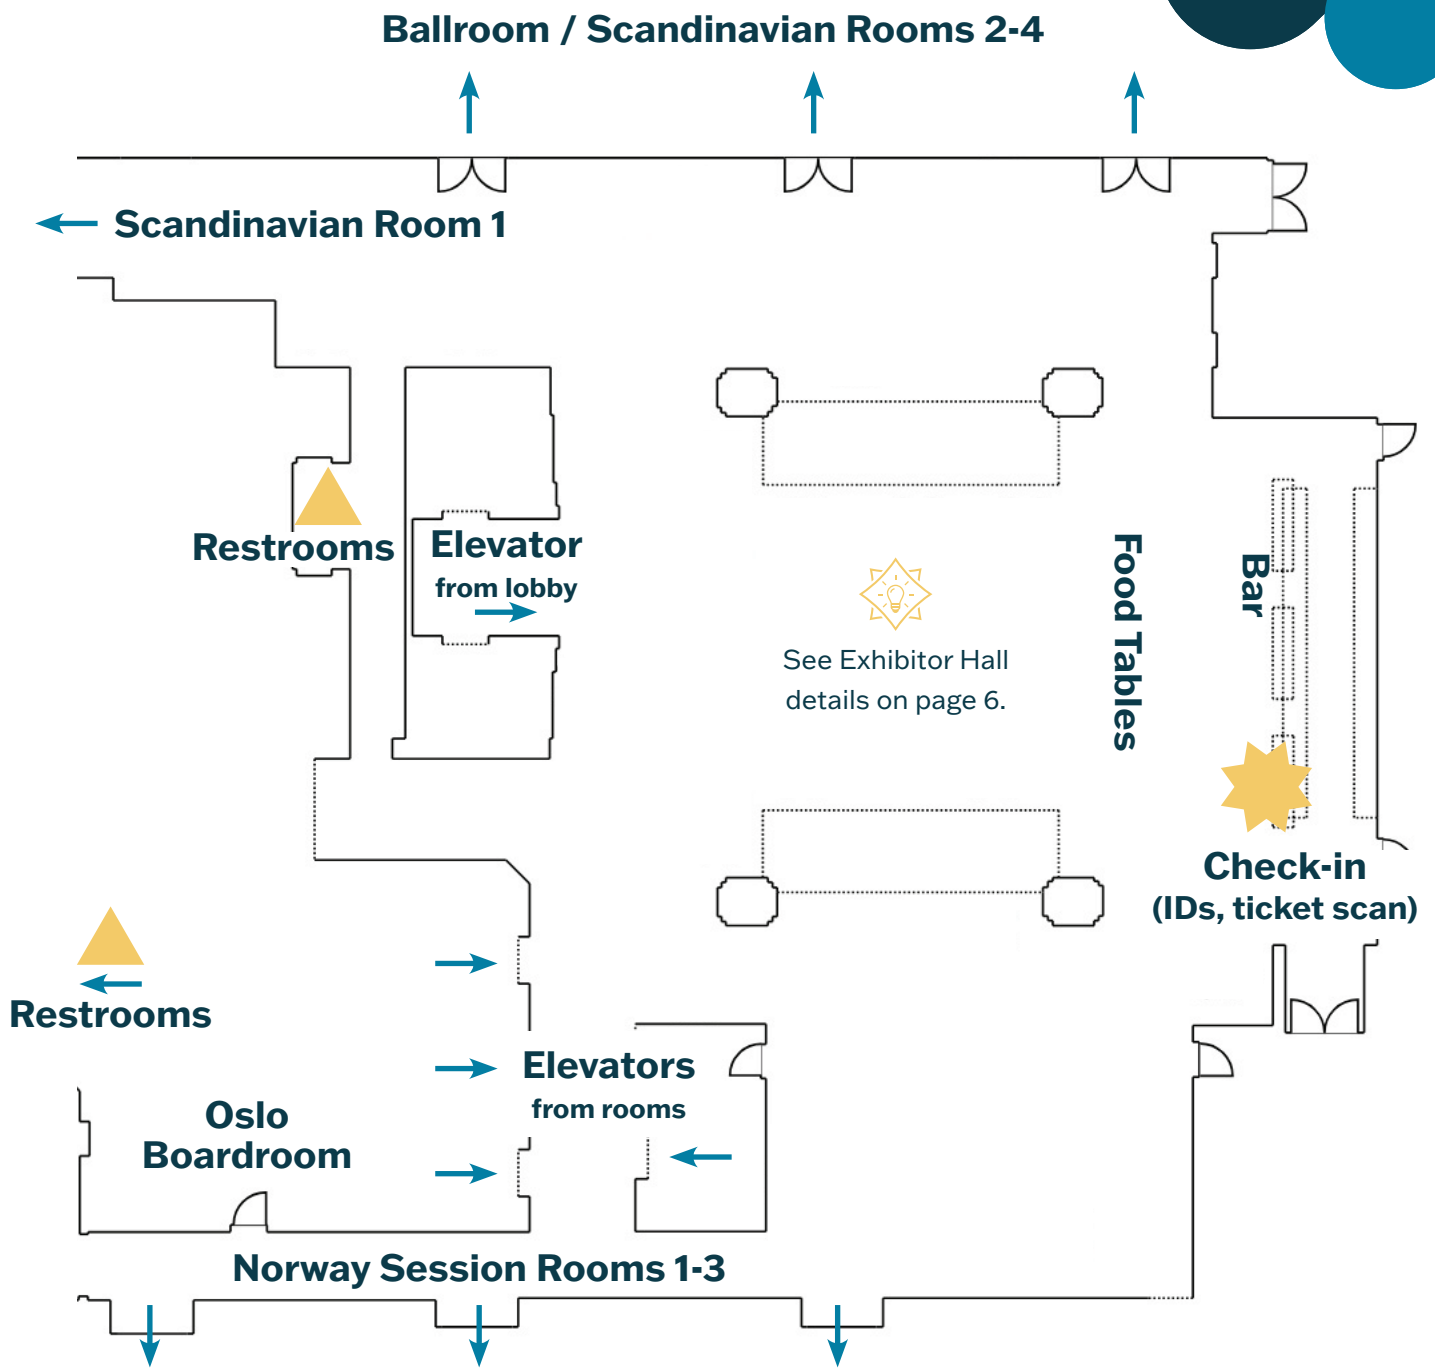 Ballroom / Scandinavian Rooms 2-4
Scandinavian Room 1
Restrooms
Elevator
from lobby
See Exhibitor Hall
details on page 6.
Food Tables
Bar
Check-in
(IDs, ticket scan)
Restrooms
Elevators
from rooms
Oslo
Boardroom
Norway Session Rooms 1-3